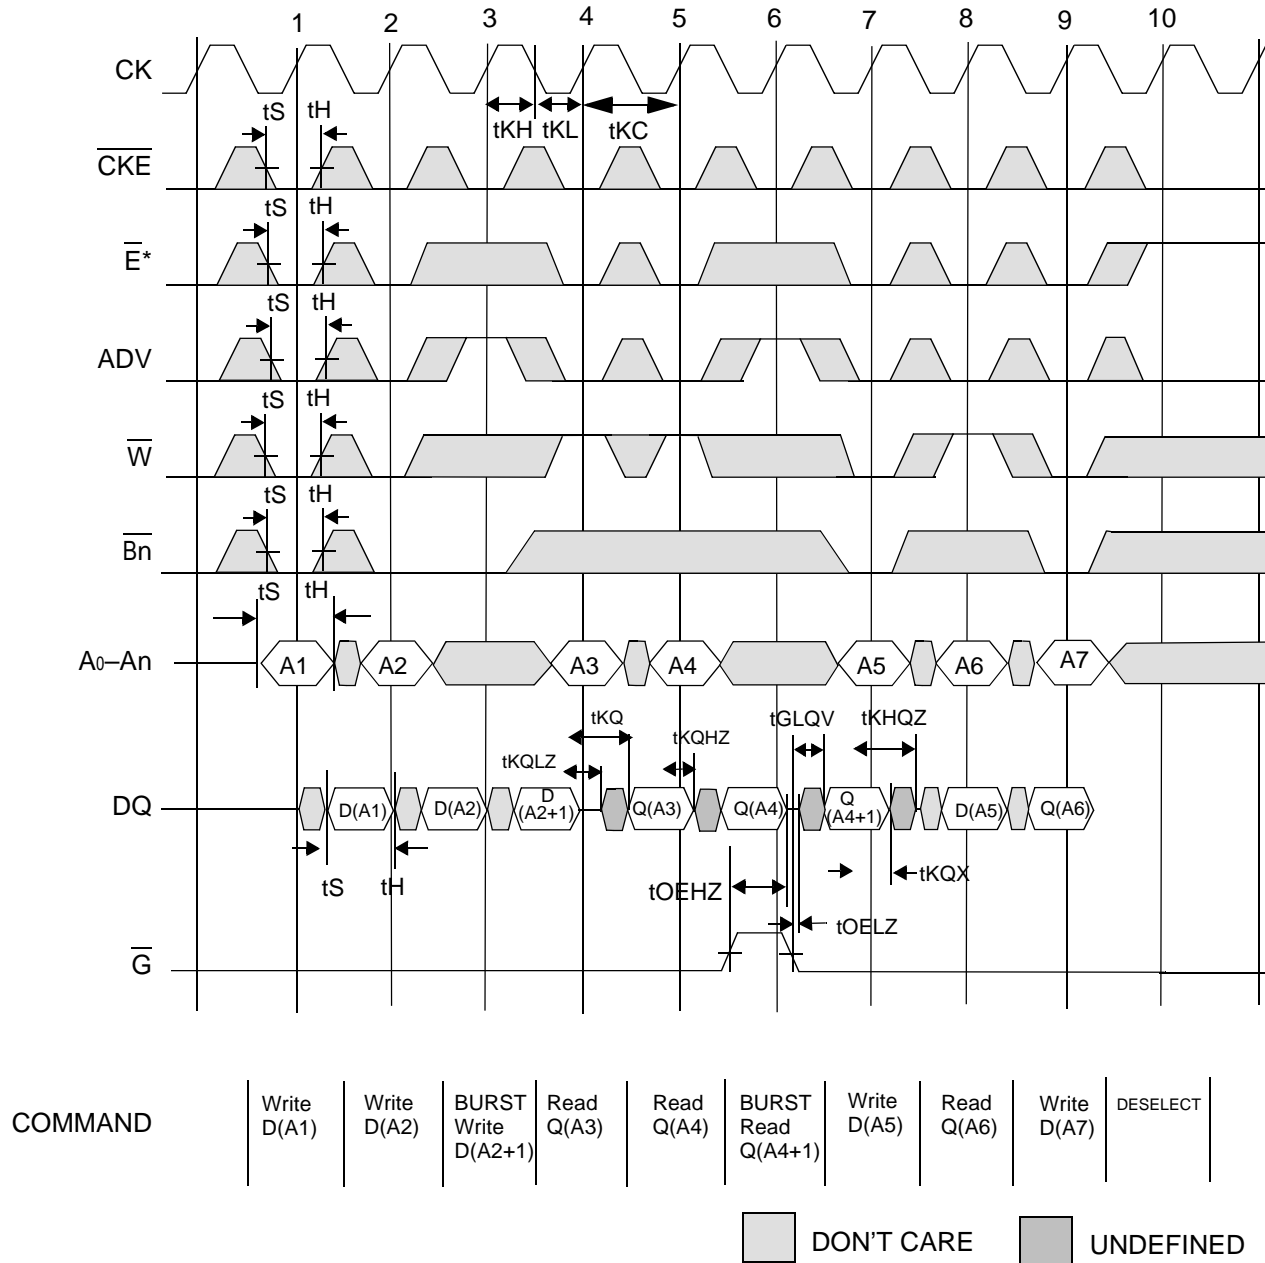 1 2 3 4 5 6 7 8 9 10
CK
tS tH
tKH tKL tKC
CKE
tS tH
E*
tS tH
ADV
tS tH
W
tS tH
Bn
tS tH
A0–An A1 A2 A3 A4 A5 A6 A7
tKQ tGLQV tKHQZ
tKQLZ tKQHZ
DQ D(A1) D(A2) D (A2+1) Q(A3) Q(A4) Q (A4+1) D(A5) Q(A6)
tS tH tOEHZ tKQX
tOELZ
G
COMMAND
Write
D(A1)
Write
D(A2)
BURST
Write
D(A2+1)
Read
Q(A3)
Read
Q(A4)
BURST
Read
Q(A4+1)
Write
D(A5)
Read
Q(A6)
Write
D(A7)
DESELECT
DON'T CARE UNDEFINED